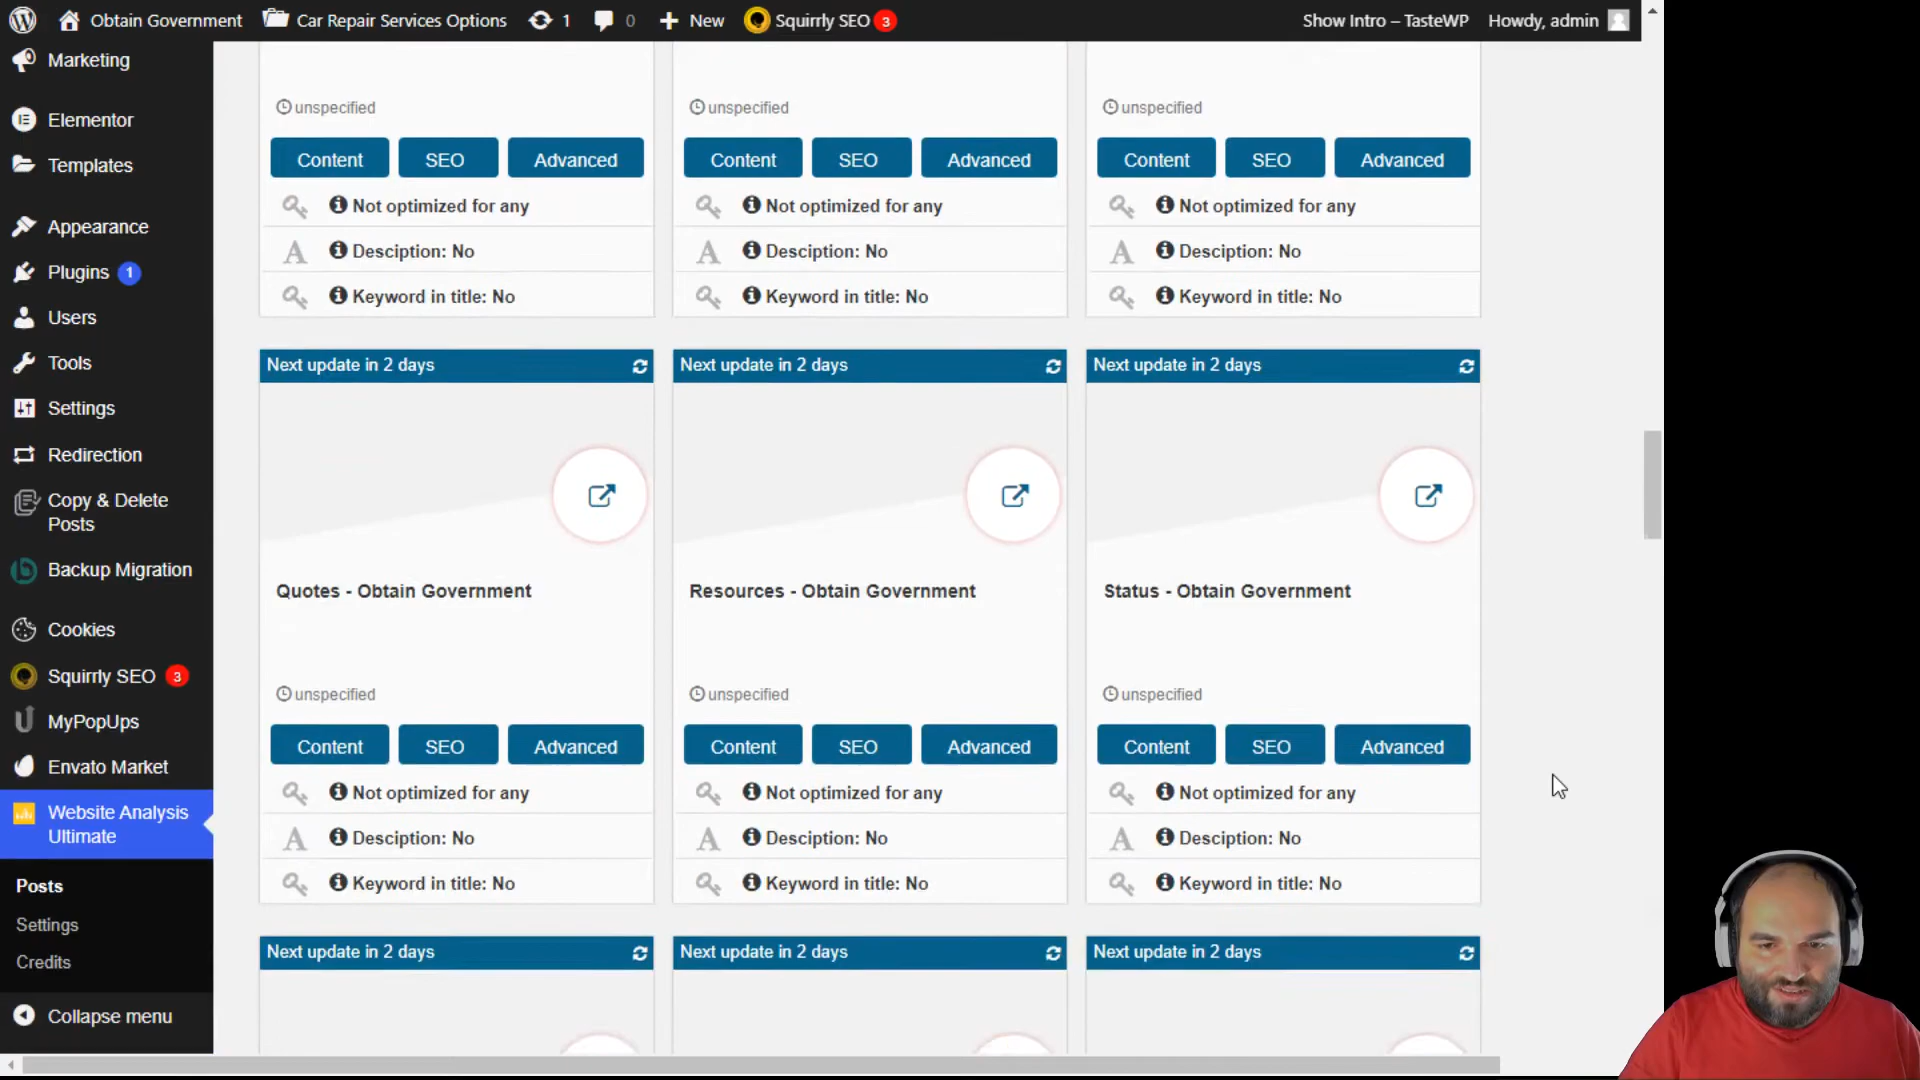 Obtain Government Car Repair Services Options 1 0 New Squirrly SEO 3 Show Intro – TasteWP Howdy, admin
Marketing
Elementor
Templates
Appearance
Plugins 1
Users
Tools
Settings
Redirection
Copy & Delete
Posts
Backup Migration
Cookies
Squirrly SEO 3
MyPopUps
Envato Market
Website Analysis
Ultimate
Posts
Settings
Credits
Collapse menu
unspecified unspecified unspecified
Content SEO Advanced Content SEO Advanced Content SEO Advanced
Not optimized for any Not optimized for any Not optimized for any
Desciption: No Desciption: No Desciption: No
Keyword in title: No Keyword in title: No Keyword in title: No
Next update in 2 days Next update in 2 days Next update in 2 days
Quotes - Obtain Government Resources - Obtain Government Status - Obtain Government
unspecified unspecified unspecified
Content SEO Advanced Content SEO Advanced Content SEO Advanced
Not optimized for any Not optimized for any Not optimized for any
Desciption: No Desciption: No Desciption: No
Keyword in title: No Keyword in title: No Keyword in title: No
Next update in 2 days Next update in 2 days Next update in 2 days